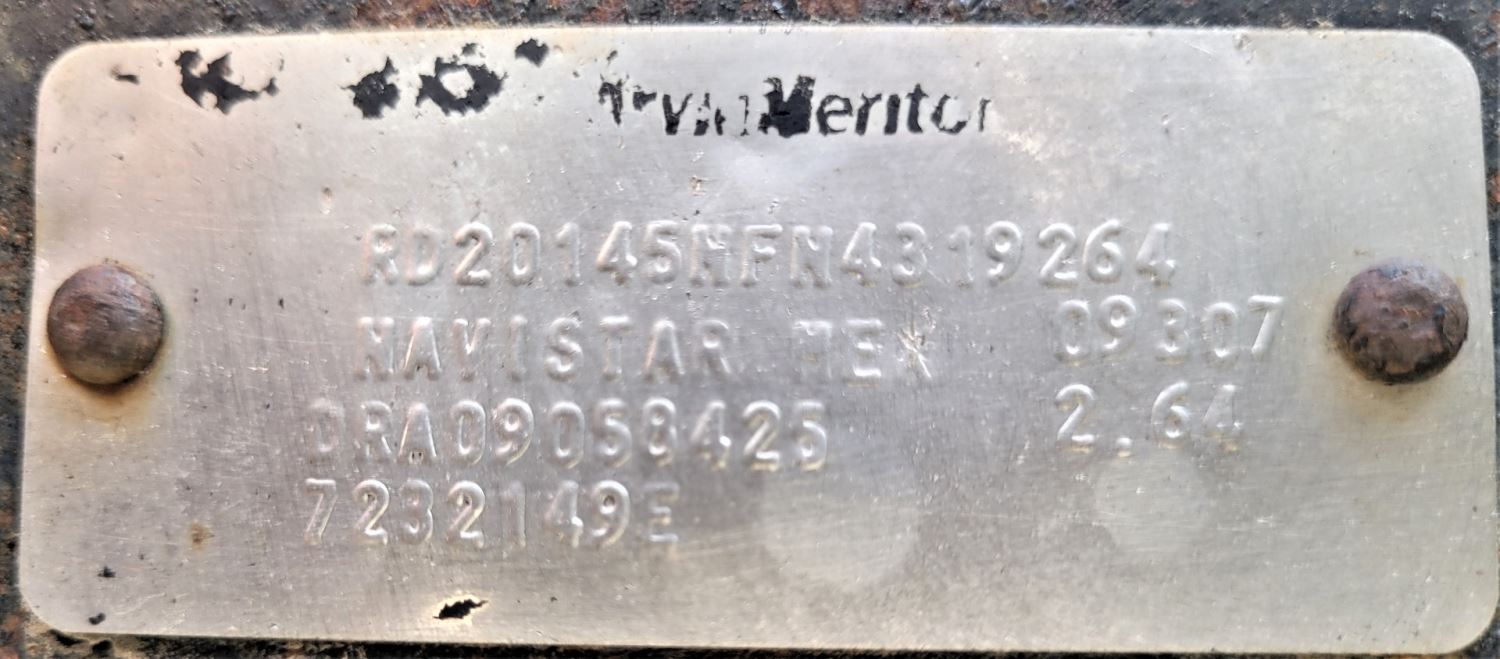 ArvinMeritor
RD20145NFN4319264
NAVISTAR MEX 09307
DRA09058425 2.64
7232149E